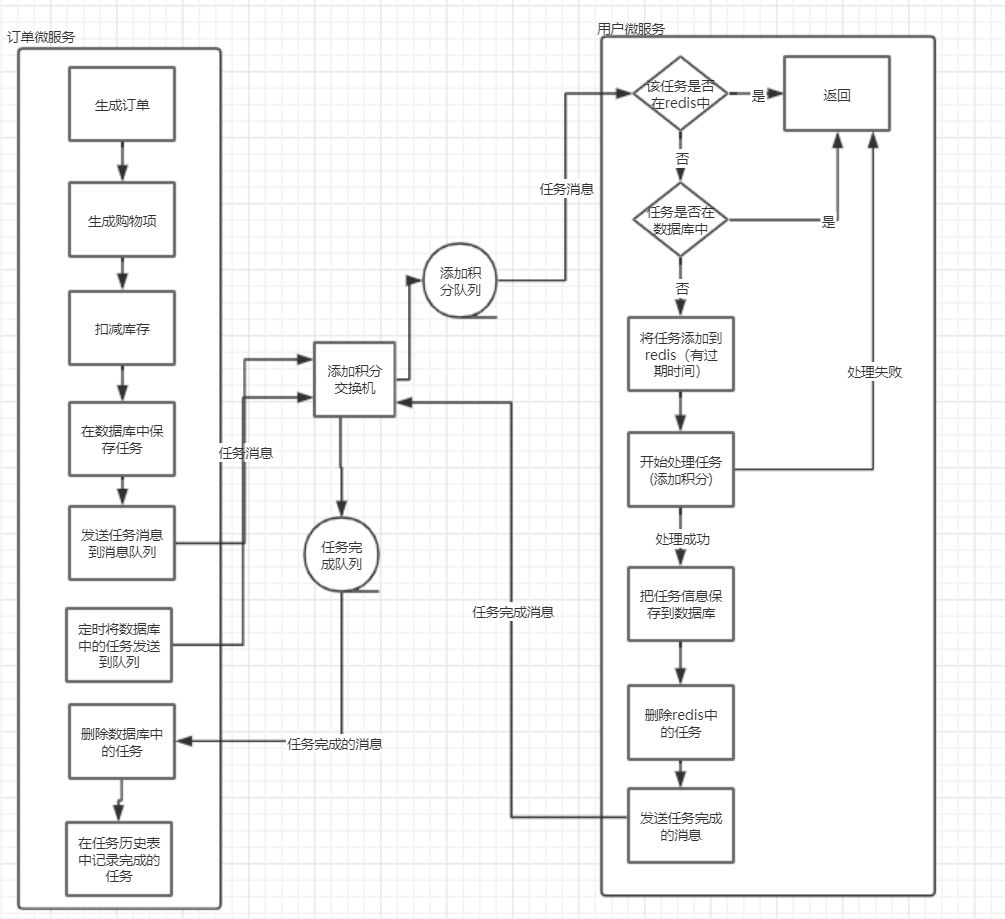 订单微服务
生成订单
生成购物项
扣减库存
在数据库中保
存任务
发送任务消息
到消息队列
定时将数据库
中的任务发送
到队列
删除数据库中
的任务
在任务历史表
中记录完成的
任务
任务消息
添加积分
交换机
添加积
分队列
任务完
成队列
任务完成的消息
任务消息
任务完成消息
用户微服务
该任务是否
在redis中
是
返回
否
任务是否在
数据库中
是
否
将任务添加到
redis（有过
期时间）
处理失败
开始处理任务
(添加积分)
处理成功
把任务信息保
存到数据库
删除redis中
的任务
发送任务完成
的消息